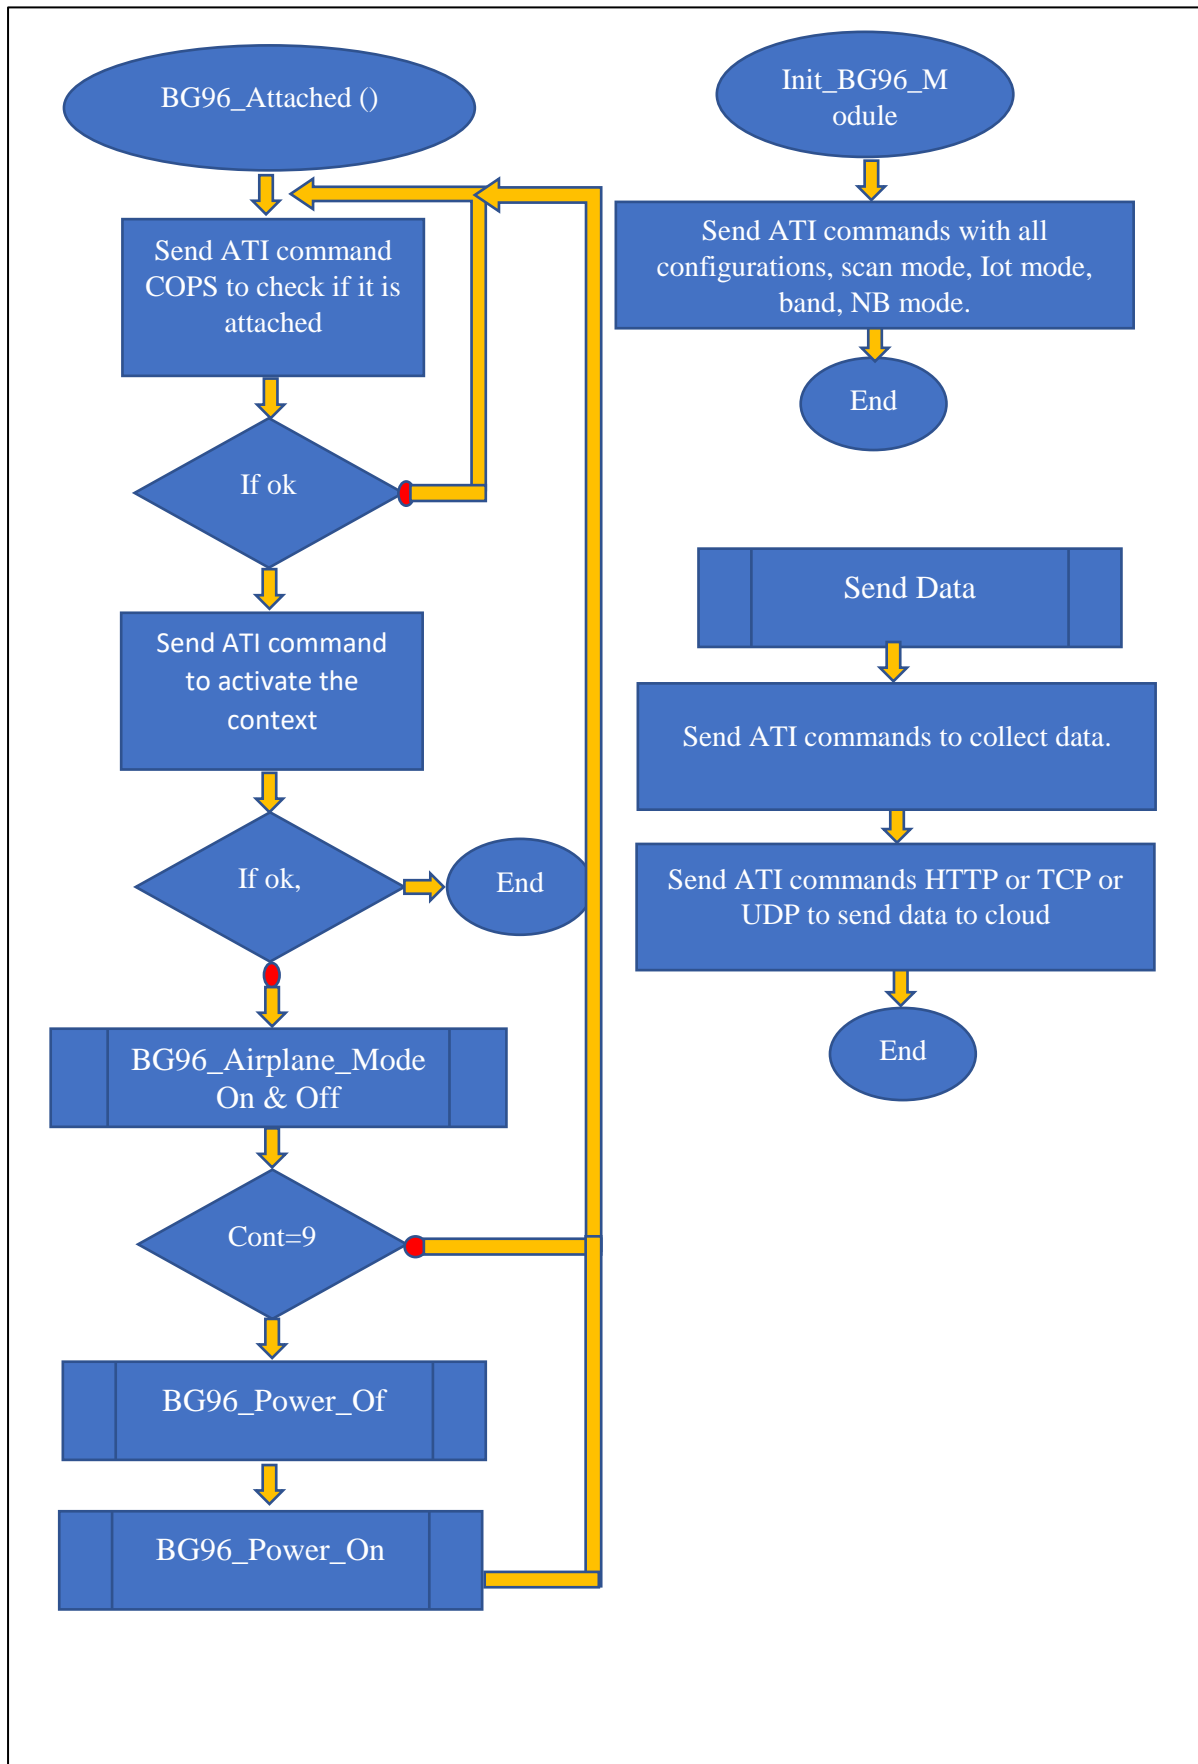 BG96_Attached ()
Send ATI command
COPS to check if it is
attached
If ok
Send ATI command
to activate the
context
If ok,
End
BG96_Airplane_Mode
On & Off
Cont=9
BG96_Power_Of
BG96_Power_On
Init_BG96_M
odule
Send ATI commands with all
configurations, scan mode, Iot mode,
band, NB mode.
End
Send Data
Send ATI commands to collect data.
Send ATI commands HTTP or TCP or
UDP to send data to cloud
End